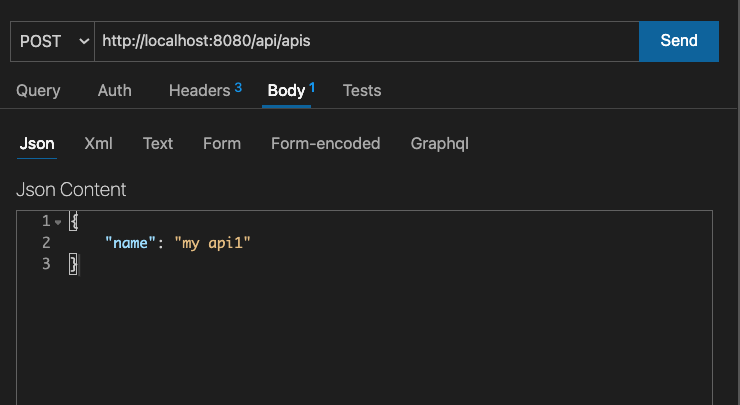 POST http://localhost:8080/api/apis Send
Query Auth Headers 3 Body 1 Tests
Json Xml Text Form Form-encoded Graphql
Json Content
1 {
2 "name": "my api1"
3 }